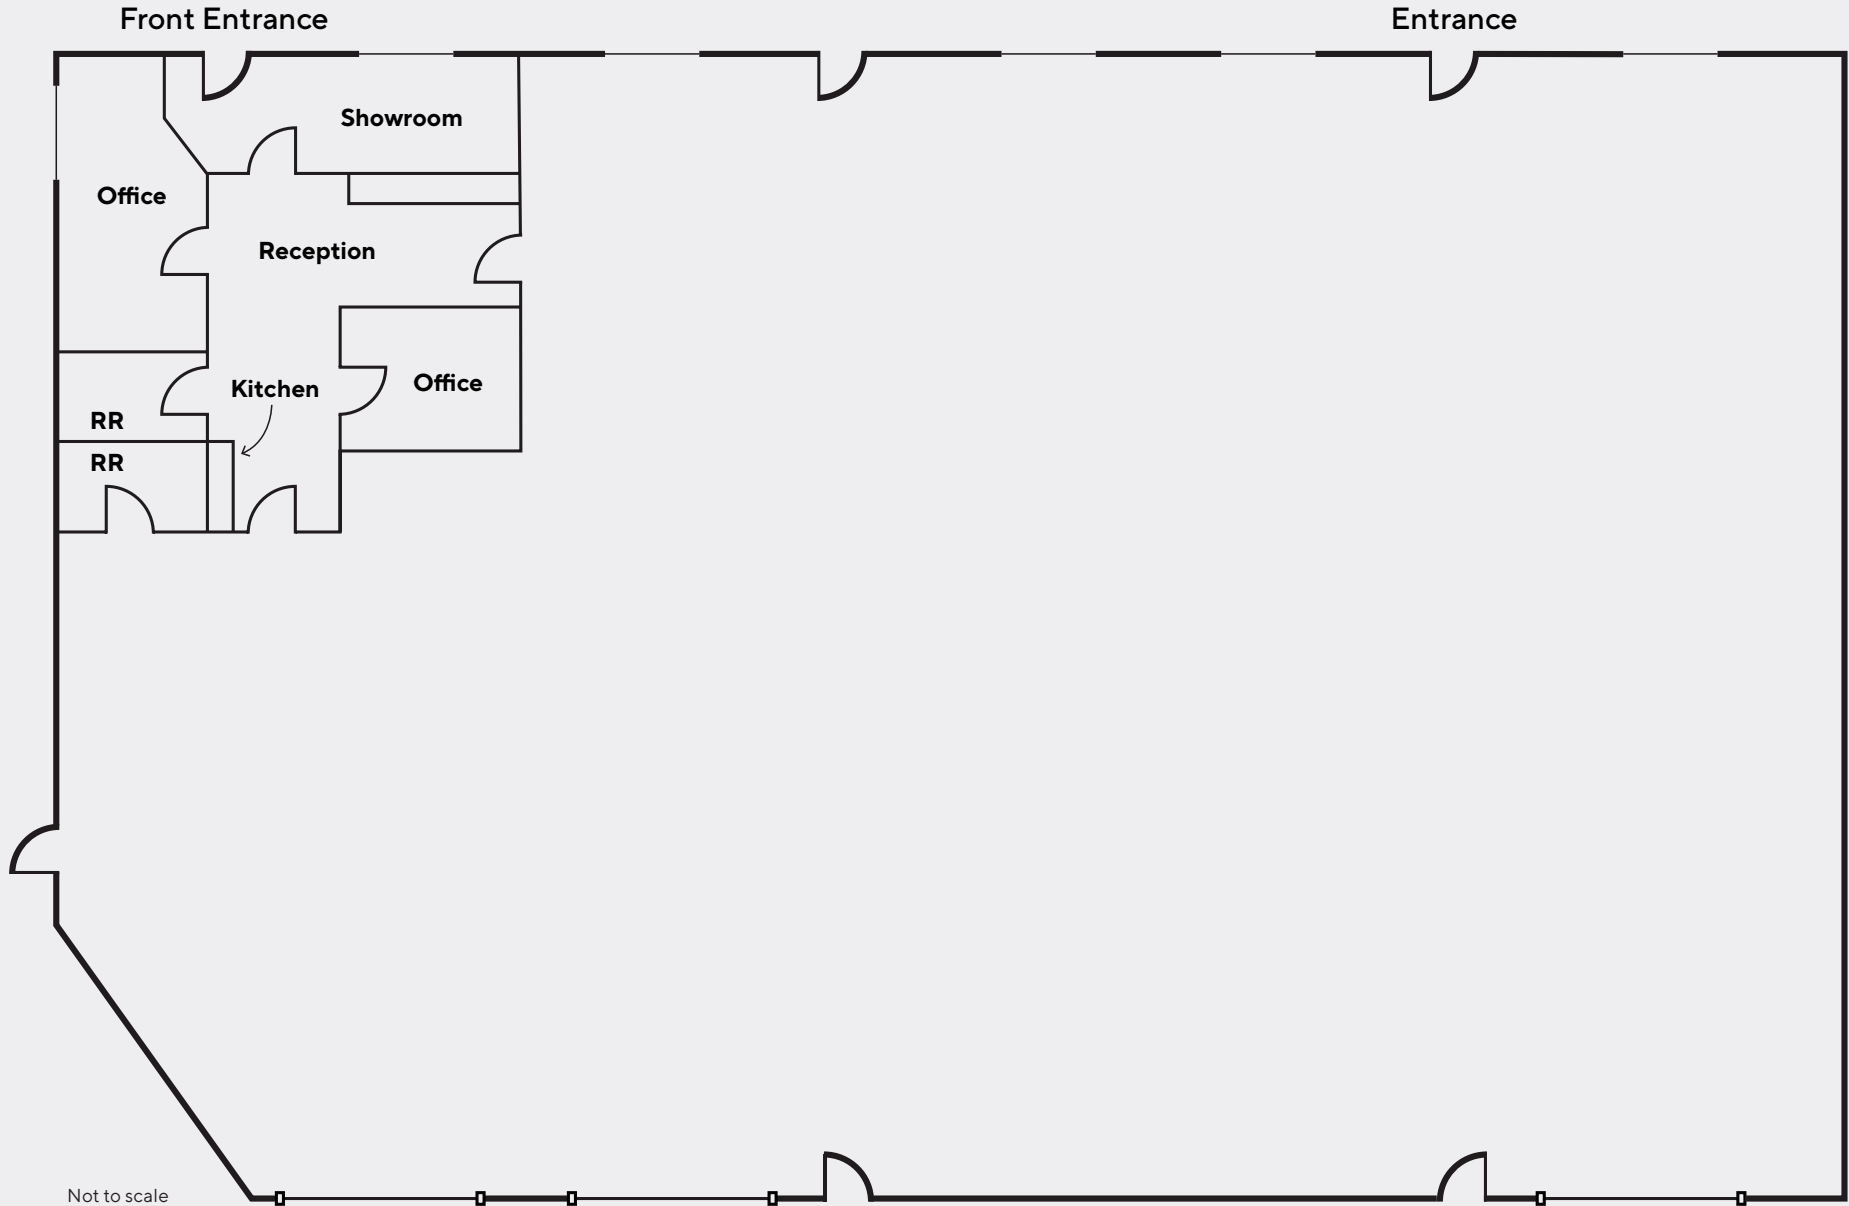 Front Entrance
Entrance
Showroom
Office
Reception
Kitchen
Office
RR
RR
Not to scale